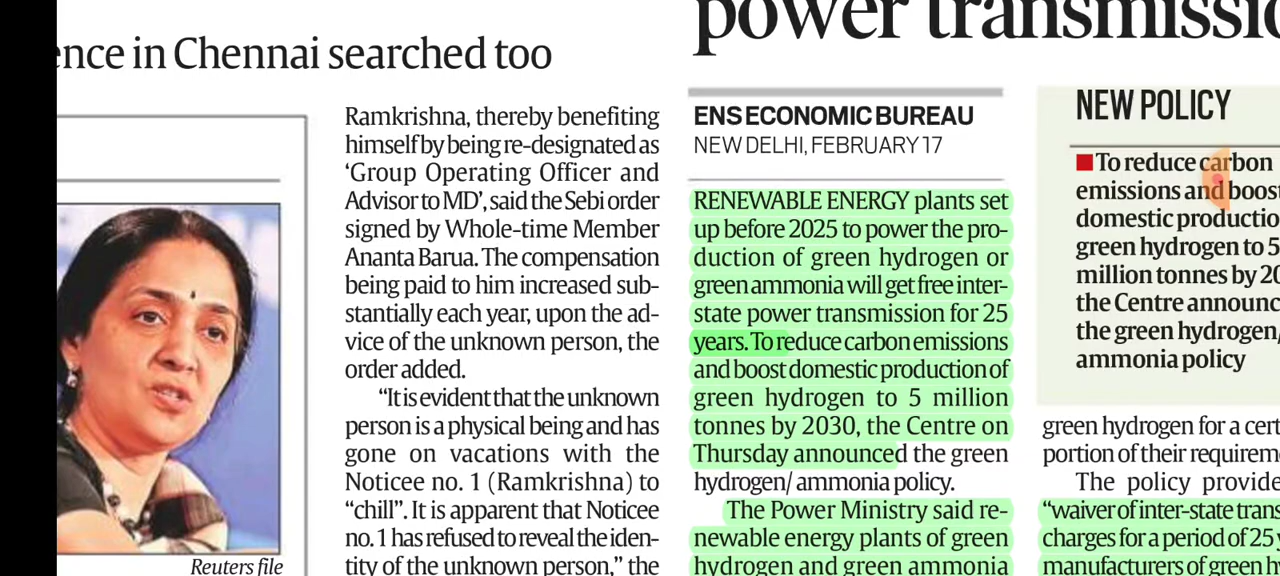 power transmissi
ence in Chennai searched too
Reuters file
Ramkrishna, thereby benefiting
himself by being re-designated as
‘Group Operating Officer and
Advisor to MD’, said the Sebi order
signed by Whole-time Member
Ananta Barua. The compensation
being paid to him increased sub-
stantially each year, upon the ad-
vice of the unknown person, the
order added.
“It is evident that the unknown
person is a physical being and has
gone on vacations with the
Noticee no. 1 (Ramkrishna) to
“chill”. It is apparent that Noticee
no. 1 has refused to reveal the iden-
tity of the unknown person,” the
ENS ECONOMIC BUREAU
NEW DELHI, FEBRUARY 17
RENEWABLE ENERGY plants set
up before 2025 to power the pro-
duction of green hydrogen or
green ammonia will get free inter-
state power transmission for 25
years. To reduce carbon emissions
and boost domestic production of
green hydrogen to 5 million
tonnes by 2030, the Centre on
Thursday announced the green
hydrogen/ ammonia policy.
The Power Ministry said re-
newable energy plants of green
hydrogen and green ammonia
NEW POLICY
To reduce carbon
emissions and boost
domestic productio
green hydrogen to 5
million tonnes by 20
the Centre announc
the green hydrogen/
ammonia policy
green hydrogen for a cert
portion of their requirem
The policy provide
“waiver of inter-state trans
charges for a period of 25 y
manufacturers of green h